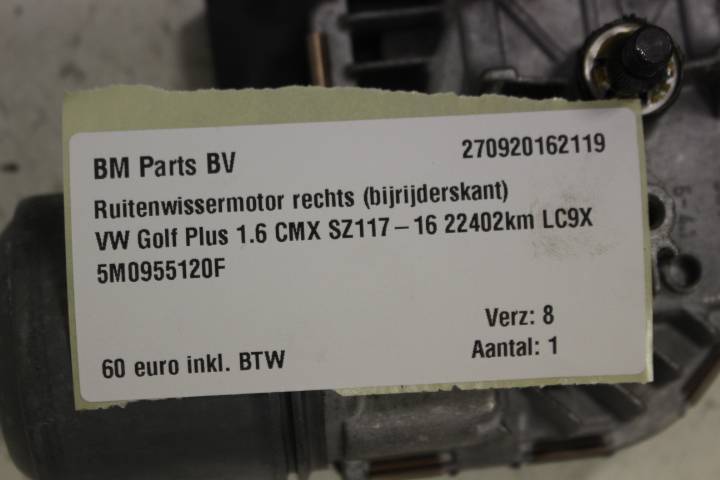 BM Parts BV 270920162119
Ruitenwissermotor rechts (bijrijderskant)
VW Golf Plus 1.6 CMX SZ117-16 22402km LC9X
5M0955120F
Verz: 8
60 euro inkl. BTW Aantal: 1